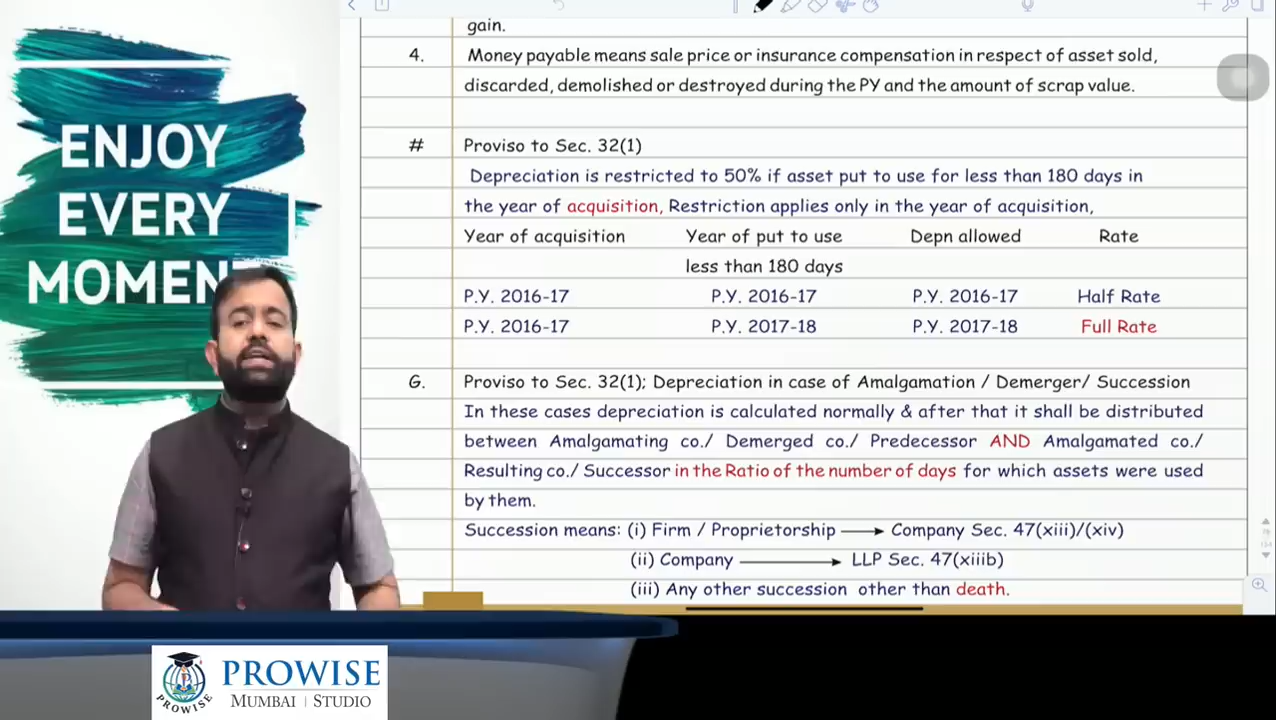 ENJOY
EVERY
MOMENT
gain.
4. Money payable means sale price or insurance compensation in respect of asset sold,
discarded, demolished or destroyed during the PY and the amount of scrap value.
# Proviso to Sec. 32(1)
Depreciation is restricted to 50% if asset put to use for less than 180 days in
the year of acquisition, Restriction applies only in the year of acquisition,
Year of acquisition Year of put to use Depn allowed Rate
less than 180 days
P.Y. 2016-17 P.Y. 2016-17 P.Y. 2016-17 Half Rate
P.Y. 2016-17 P.Y. 2017-18 P.Y. 2017-18 Full Rate
G. Proviso to Sec. 32(1); Depreciation in case of Amalgamation / Demerger/ Succession
In these cases depreciation is calculated normally & after that it shall be distributed
between Amalgamating co./ Demerged co./ Predecessor AND Amalgamated co./
Resulting co./ Successor in the Ratio of the number of days for which assets were used
by them.
Succession means: (i) Firm / Proprietorship → Company Sec. 47(xiii)/(xiv)
(ii) Company → LLP Sec. 47(xiiib)
(iii) Any other succession other than death.
PROWISE
PROWISE
MUMBAI | STUDIO